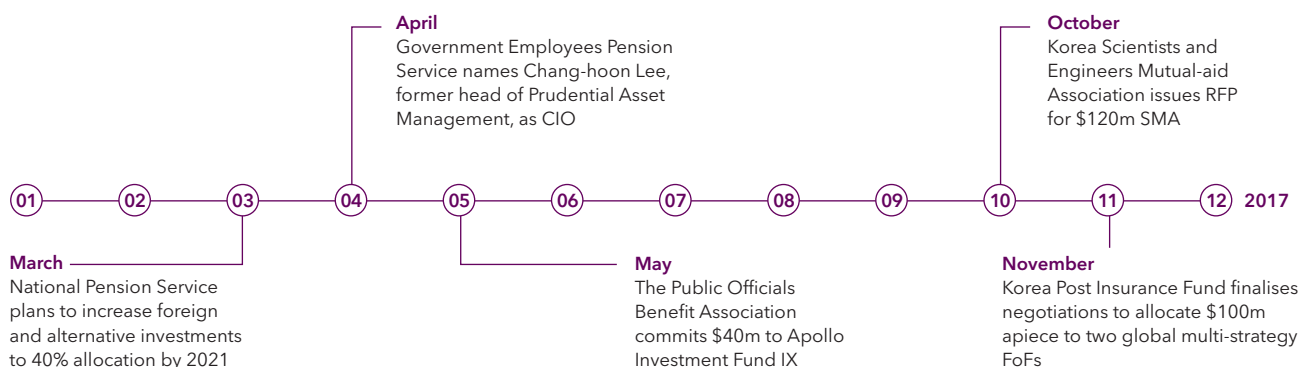 April
Government Employees Pension
Service names Chang-hoon Lee,
former head of Prudential Asset
Management, as CIO
October
Korea Scientists and
Engineers Mutual-aid
Association issues RFP
for $120m SMA
01 02 03 04 05 06 07 08 09 10 11 12 2017
March
National Pension Service
plans to increase foreign
and alternative investments
to 40% allocation by 2021
May
The Public Officials
Benefit Association
commits $40m to Apollo
Investment Fund IX
November
Korea Post Insurance Fund finalises
negotiations to allocate $100m
apiece to two global multi-strategy
FoFs